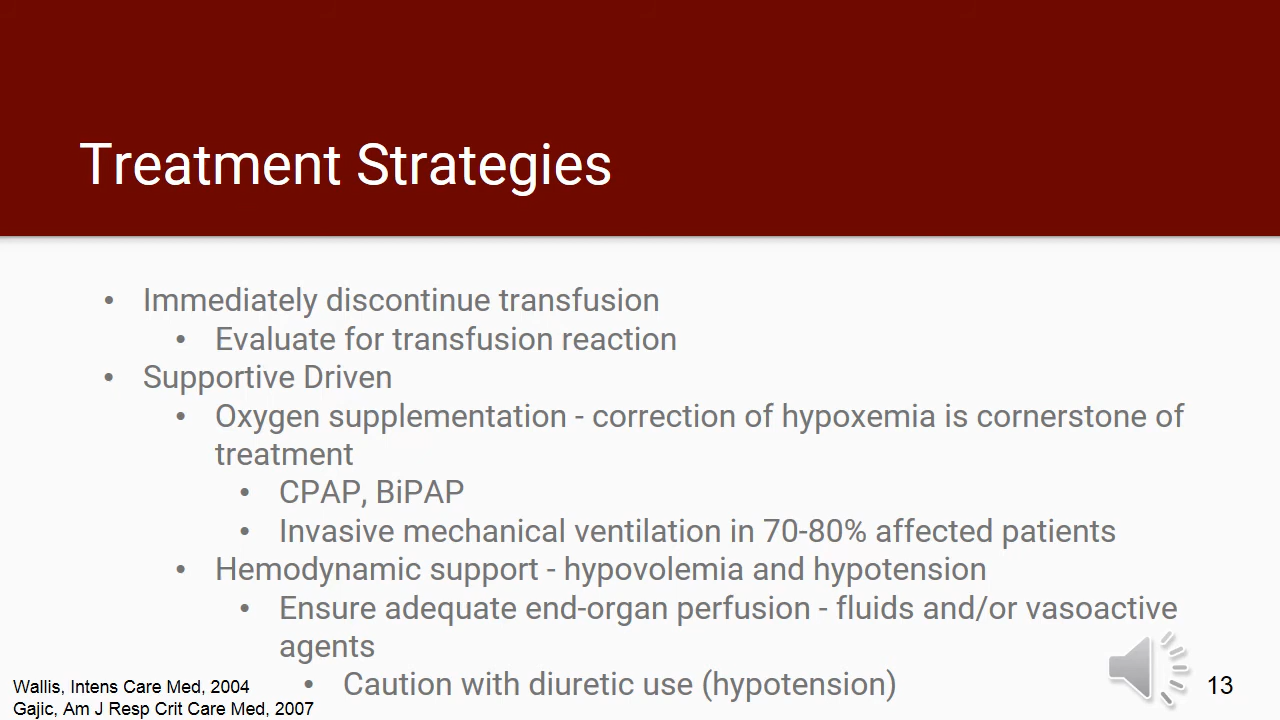 Treatment Strategies
• Immediately discontinue transfusion
• Evaluate for transfusion reaction
• Supportive Driven
• Oxygen supplementation - correction of hypoxemia is cornerstone of
treatment
• CPAP, BiPAP
• Invasive mechanical ventilation in 70-80% affected patients
• Hemodynamic support - hypovolemia and hypotension
• Ensure adequate end-organ perfusion - fluids and/or vasoactive
agents
• Caution with diuretic use (hypotension)
Wallis, Intens Care Med, 2004
Gajic, Am J Resp Crit Care Med, 2007
13